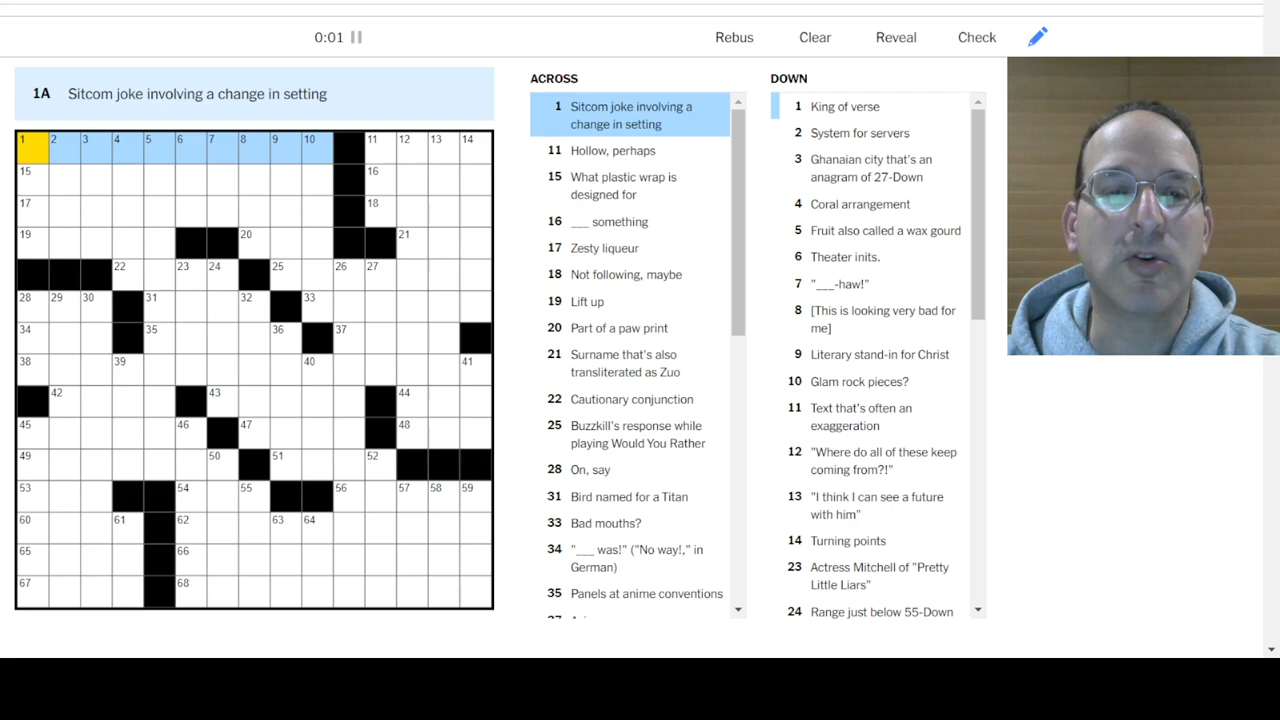 0:01
Rebus
Clear
Reveal
Check
1A Sitcom joke involving a change in setting
1 2 3 4 5 6 7 8 9 10 11 12 13 14
15 16
17 18
19 20 21
22 23 24 25 26 27
28 29 30 31 32 33
34 35 36 37
38 39 40 41
42 43 44
45 46 47 48
49 50 51 52
53 54 55 56 57 58 59
60 61 62 63 64
65 66
67 68
ACROSS
1 Sitcom joke involving a
change in setting
11 Hollow, perhaps
15 What plastic wrap is
designed for
16 ___ something
17 Zesty liqueur
18 Not following, maybe
19 Lift up
20 Part of a paw print
21 Surname that's also
transliterated as Zuo
22 Cautionary conjunction
25 Buzzkill's response while
playing Would You Rather
28 On, say
31 Bird named for a Titan
33 Bad mouths?
34 "___ was!" ("No way!," in
German)
35 Panels at anime conventions
DOWN
1 King of verse
2 System for servers
3 Ghanaian city that's an
anagram of 27-Down
4 Coral arrangement
5 Fruit also called a wax gourd
6 Theater inits.
7 "___-haw!"
8 [This is looking very bad for
me]
9 Literary stand-in for Christ
10 Glam rock pieces?
11 Text that's often an
exaggeration
12 "Where do all of these keep
coming from?!"
13 "I think I can see a future
with him"
14 Turning points
23 Actress Mitchell of "Pretty
Little Liars"
24 Range just below 55-Down